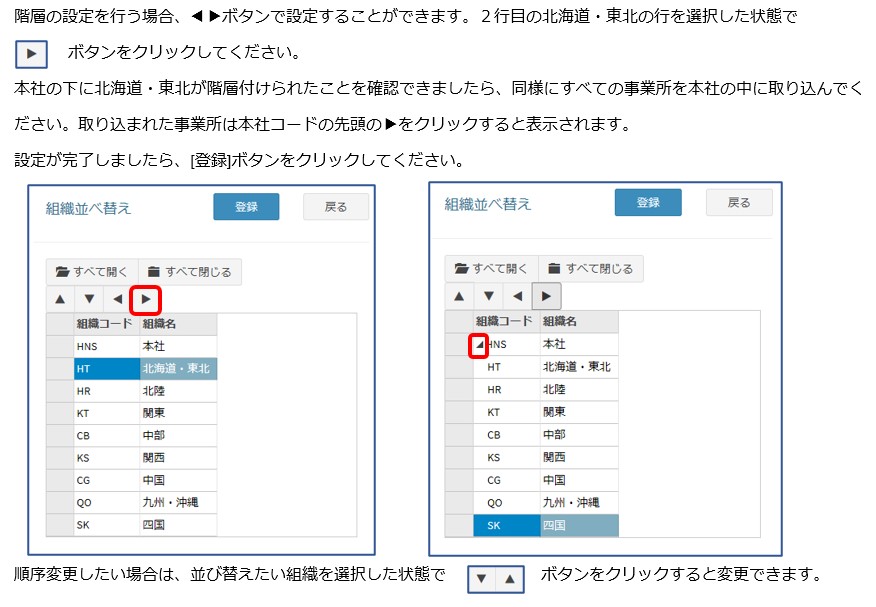 階層の設定を行う場合、◀ ▶ボタンで設定することができます。２行目の北海道・東北の行を選択した状態で
▶ ボタンをクリックしてください。
本社の下に北海道・東北が階層付けられたことを確認できましたら、同様にすべての事業所を本社の中に取り込んでく
ださい。取り込まれた事業所は本社コードの先頭の▶をクリックすると表示されます。
設定が完了しましたら、[登録]ボタンをクリックしてください。
組織並べ替え 登録 戻る
すべて開く すべて閉じる
▲ ▼ ◀ ▶
組織コード 組織名
HNS 本社
HT 北海道・東北
HR 北陸
KT 関東
CB 中部
KS 関西
CG 中国
QO 九州・沖縄
SK 四国
組織並べ替え 登録 戻る
すべて開く すべて閉じる
▲ ▼ ◀ ▶
組織コード 組織名
◢ HNS 本社
HT 北海道・東北
HR 北陸
KT 関東
CB 中部
KS 関西
CG 中国
QO 九州・沖縄
SK 四国
順序変更したい場合は、並び替えたい組織を選択した状態で ▼ ▲ ボタンをクリックすると変更できます。